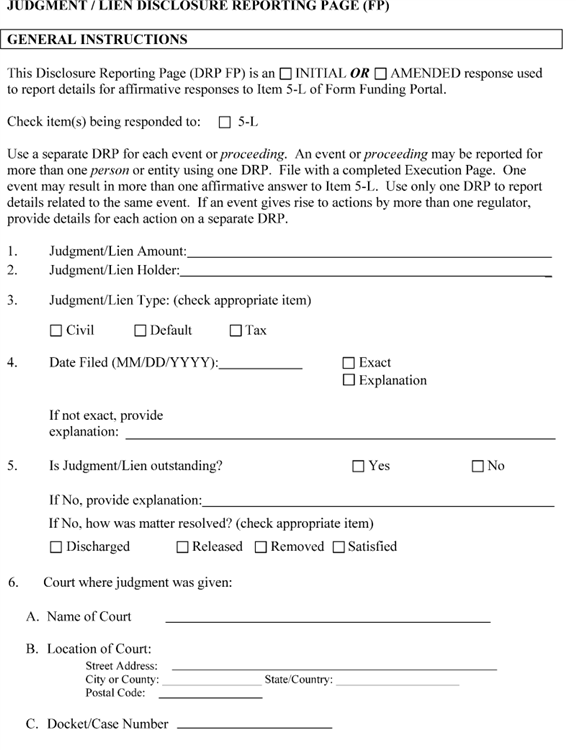 JUDGMENT / LIEN DISCLOSURE REPORTING PAGE (FP)
GENERAL INSTRUCTIONS
This Disclosure Reporting Page (DRP FP) is an ☐ INITIAL OR ☐ AMENDED response used
to report details for affirmative responses to Item 5-L of Form Funding Portal.
Check item(s) being responded to: ☐ 5-L
Use a separate DRP for each event or proceeding. An event or proceeding may be reported for
more than one person or entity using one DRP. File with a completed Execution Page. One
event may result in more than one affirmative answer to Item 5-L. Use only one DRP to report
details related to the same event. If an event gives rise to actions by more than one regulator,
provide details for each action on a separate DRP.
1. Judgment/Lien Amount:
2. Judgment/Lien Holder:
3. Judgment/Lien Type: (check appropriate item)
☐ Civil ☐ Default ☐ Tax
4. Date Filed (MM/DD/YYYY): ☐ Exact
☐ Explanation
If not exact, provide
explanation:
5. Is Judgment/Lien outstanding? ☐ Yes ☐ No
If No, provide explanation:
If No, how was matter resolved? (check appropriate item)
☐ Discharged ☐ Released ☐ Removed ☐ Satisfied
6. Court where judgment was given:
A. Name of Court
B. Location of Court:
Street Address:
City or County: State/Country:
Postal Code:
C. Docket/Case Number